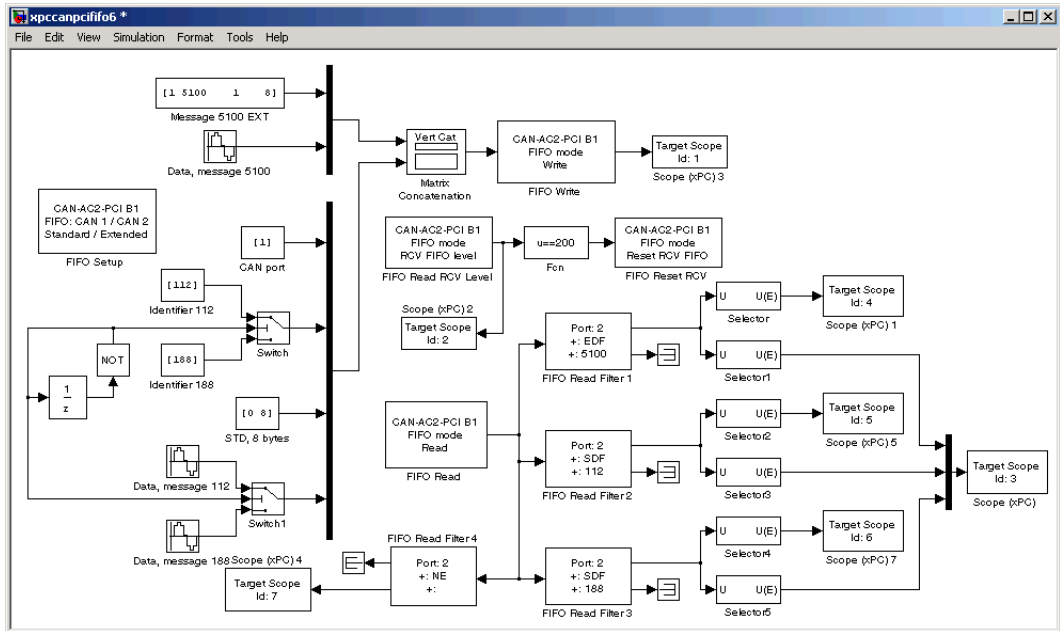 xpccanpcififo6 *
File Edit View Simulation Format Tools Help
[1 5100 1 8]
Message 5100 EXT
Data, message 5100
Vert Cat
Matrix
Concatenation
CAN-AC2-PCI B1
FIFO mode
Write
FIFO Write
Target Scope
Id: 1
Scope (xPC) 3
CAN-AC2-PCI B1
FIFO: CAN 1 / CAN 2
Standard / Extended
FIFO Setup
[1]
CAN port
CAN-AC2-PCI B1
FIFO mode
RCV FIFO level
FIFO Read RCV Level
u==200
Fcn
CAN-AC2-PCI B1
FIFO mode
Reset RCV FIFO
FIFO Reset RCV
[112]
Identifier 112
Switch
[188]
Identifier 188
NOT
1
z
Scope (xPC) 2
Target Scope
Id: 2
Port: 2
+: EDF
+: 5100
FIFO Read Filter1
U U(E)
Selector
Target Scope
Id: 4
Scope (xPC) 1
U U(E)
Selector1
[0 8]
STD, 8 bytes
CAN-AC2-PCI B1
FIFO mode
Read
FIFO Read
Port: 2
+: SDF
+: 112
FIFO Read Filter2
U U(E)
Selector2
Target Scope
Id: 5
Scope (xPC) 5
U U(E)
Selector3
Target Scope
Id: 3
Scope (xPC)
Data, message 112
Switch1
Data, message 188
Scope (xPC) 4
Target Scope
Id: 7
FIFO Read Filter4
Port: 2
+: NE
+:
Port: 2
+: SDF
+: 188
FIFO Read Filter3
U U(E)
Selector4
Target Scope
Id: 6
Scope (xPC) 7
U U(E)
Selector5